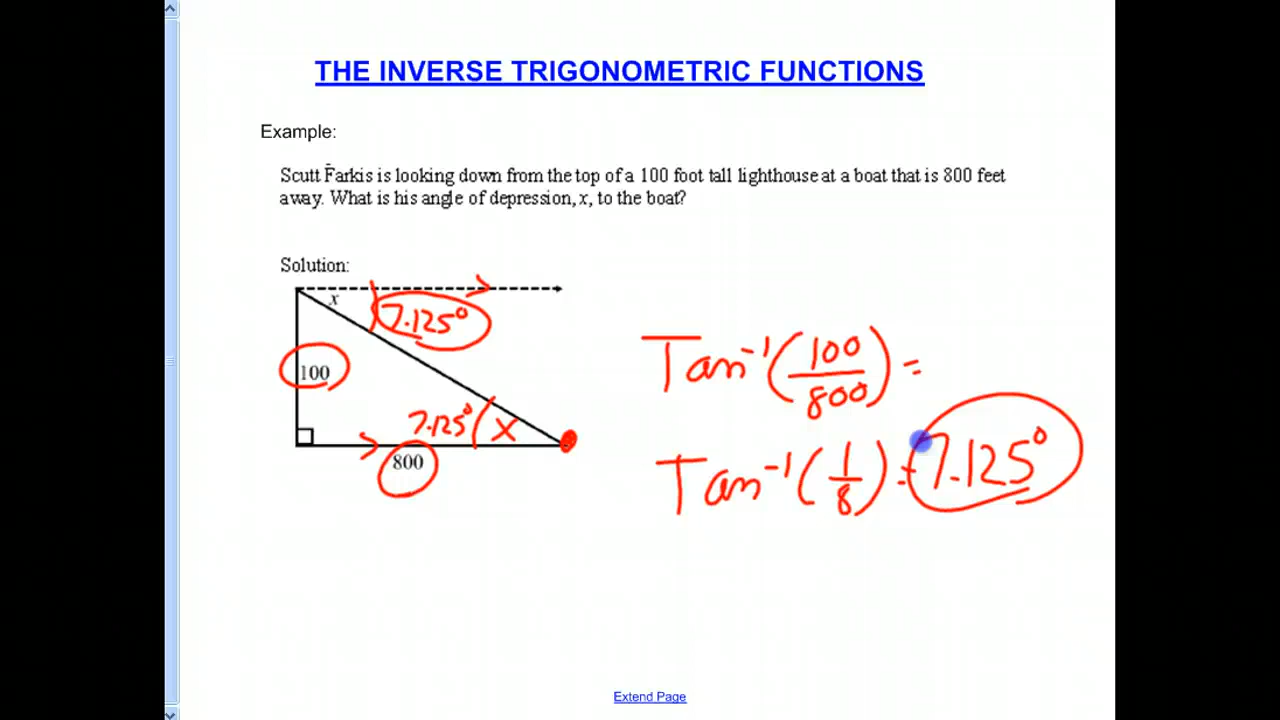 THE INVERSE TRIGONOMETRIC FUNCTIONS
Example:
Scutt Farkis is looking down from the top of a 100 foot tall lighthouse at a boat that is 800 feet
away. What is his angle of depression, x, to the boat?
Solution:
x
7.125°
100
7.125° x
800
Tan⁻¹(100/800) =
Tan⁻¹(1/8) = 7.125°
Extend Page